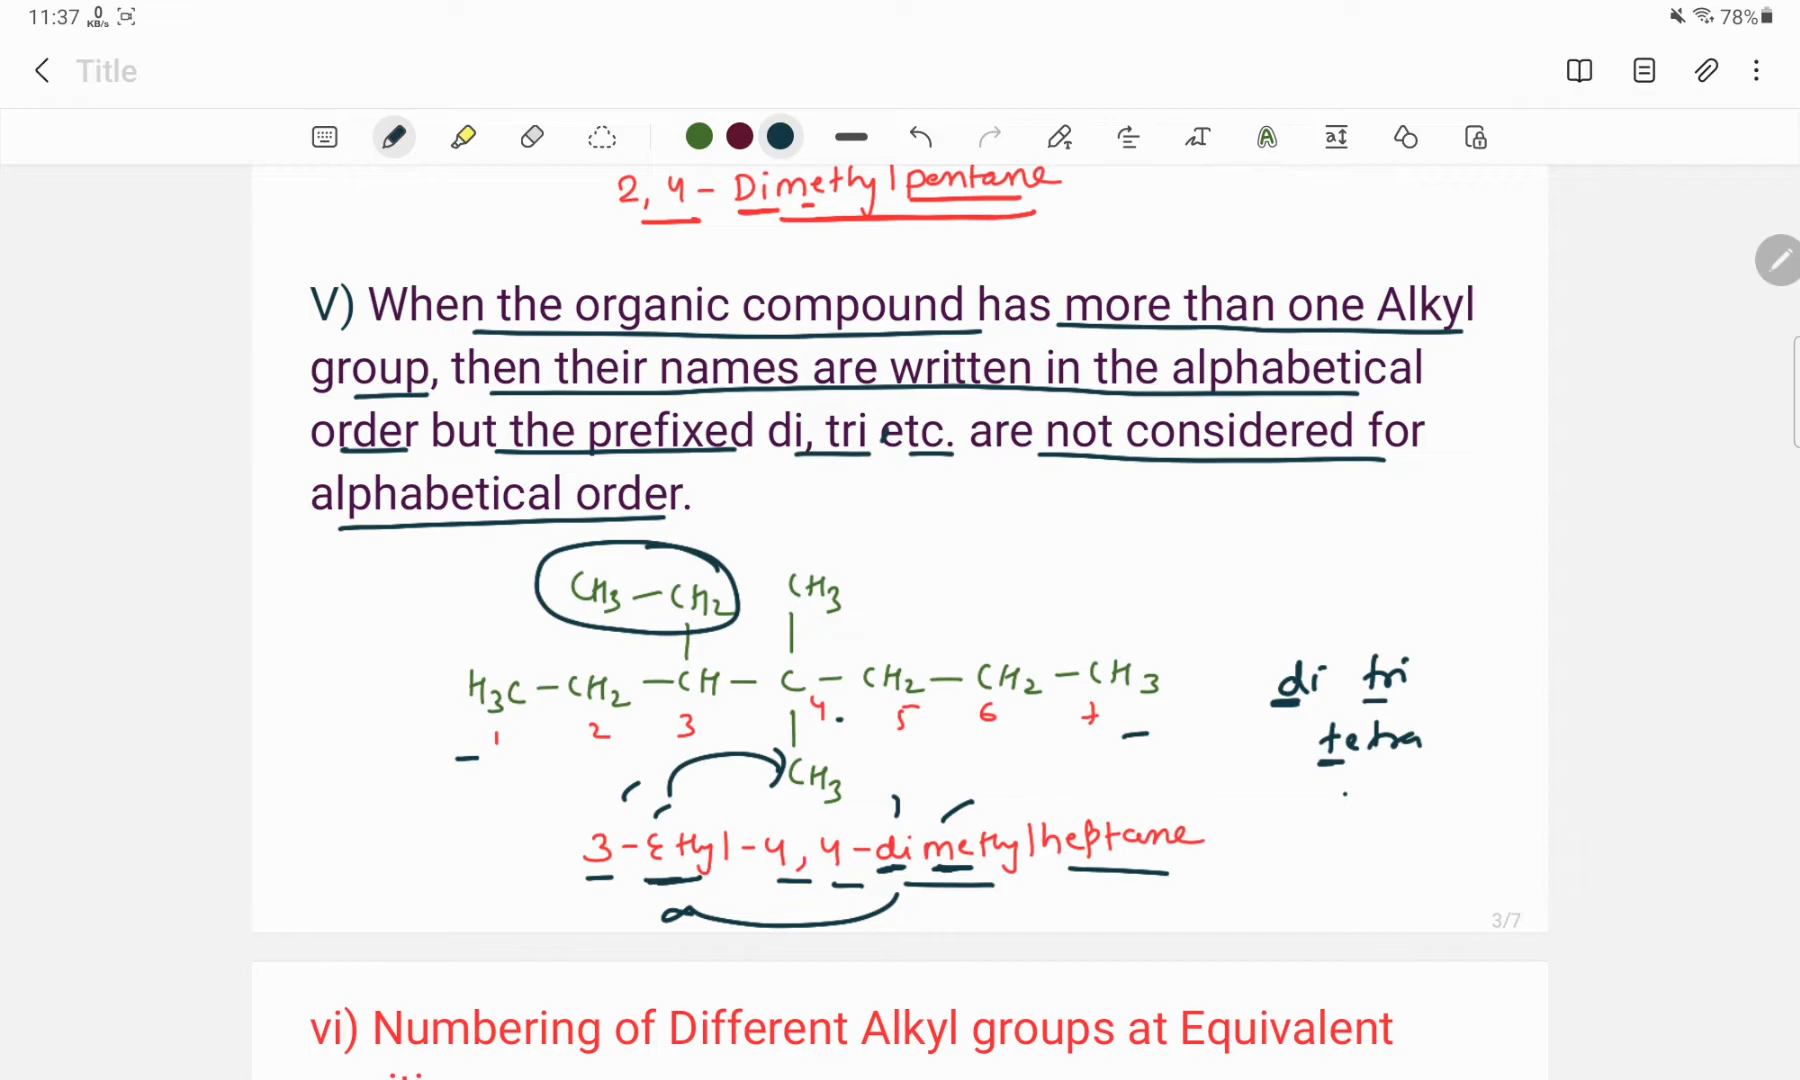 11:37 0 KB/s 78%
Title
2, 4 - Dimethylpentane
V) When the organic compound has more than one Alkyl
group, then their names are written in the alphabetical
order but the prefixed di, tri etc. are not considered for
alphabetical order.
CH3 - CH2 CH3
H3C - CH2 - CH - C - CH2 - CH2 - CH3
1 2 3 4 5 6 7
CH3
di tri
tetra
3 - Ethyl - 4, 4 - dimethylheptane
3/7
vi) Numbering of Different Alkyl groups at Equivalent